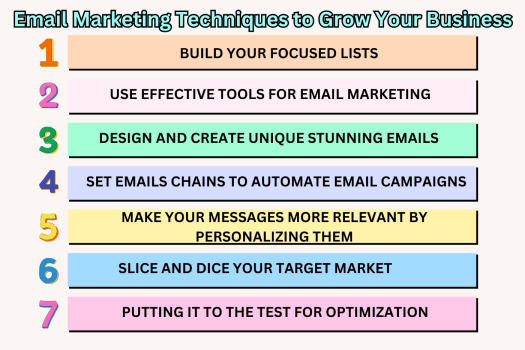 Email Marketing Techniques to Grow Your Business
1 BUILD YOUR FOCUSED LISTS
2 USE EFFECTIVE TOOLS FOR EMAIL MARKETING
3 DESIGN AND CREATE UNIQUE STUNNING EMAILS
4 SET EMAILS CHAINS TO AUTOMATE EMAIL CAMPAIGNS
5 MAKE YOUR MESSAGES MORE RELEVANT BY
PERSONALIZING THEM
6 SLICE AND DICE YOUR TARGET MARKET
7 PUTTING IT TO THE TEST FOR OPTIMIZATION